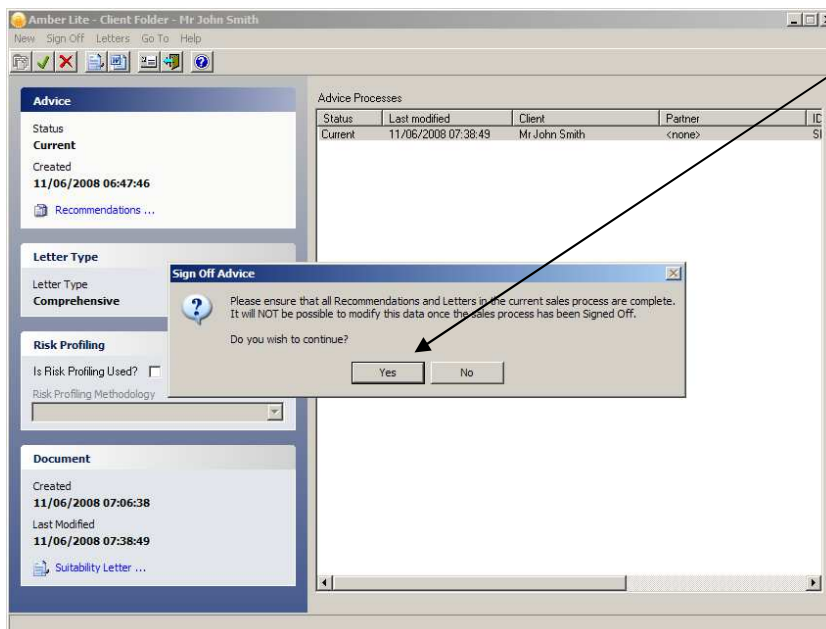 Amber Lite - Client Folder - Mr John Smith
New Sign Off Letters Go To Help
Advice
Status
Current
Created
11/06/2008 06:47:46
Recommendations ...
Letter Type
Letter Type
Comprehensive
Risk Profiling
Is Risk Profiling Used?
Risk Profiling Methodology
Document
Created
11/06/2008 07:06:38
Last Modified
11/06/2008 07:38:49
Suitability Letter ...
Advice Processes
Status Last modified Client Partner
Current 11/06/2008 07:38:49 Mr John Smith <none>
Sign Off Advice
Please ensure that all Recommendations and Letters in the current sales process are complete.
It will NOT be possible to modify this data once the sales process has been Signed Off.
Do you wish to continue?
Yes No